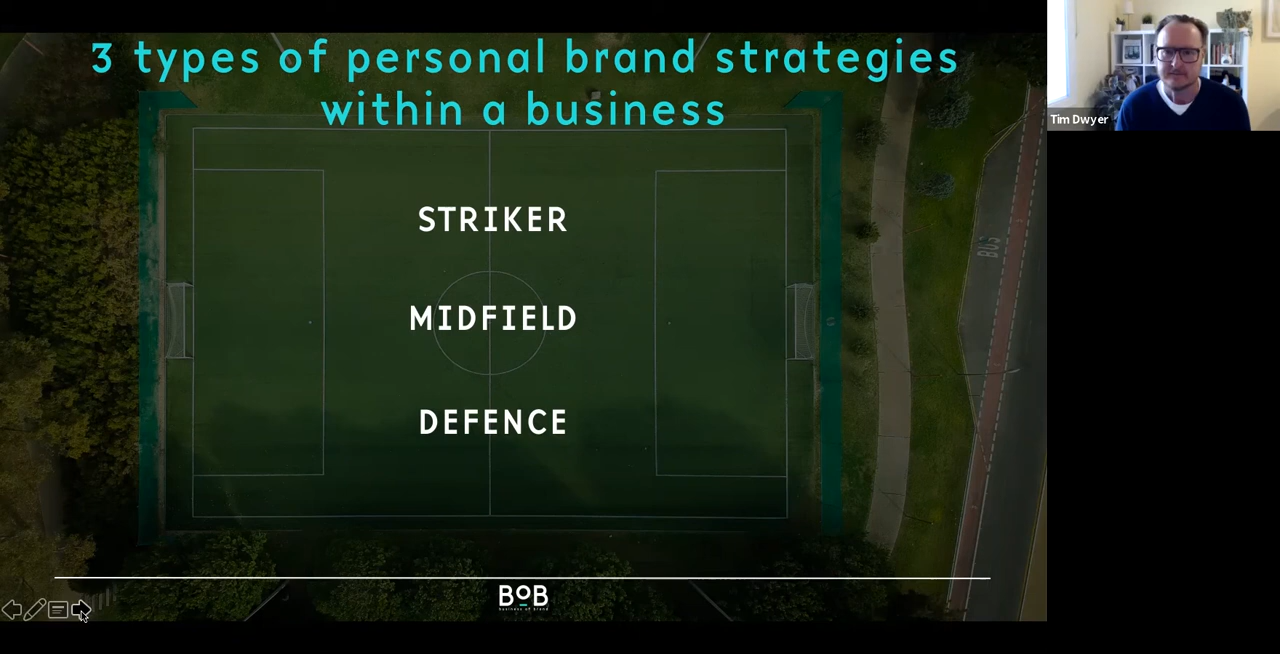 3 types of personal brand strategies
within a business
Tim Dwyer
STRIKER
BUS
MIDFIELD
DEFENCE
BoB
business of brand